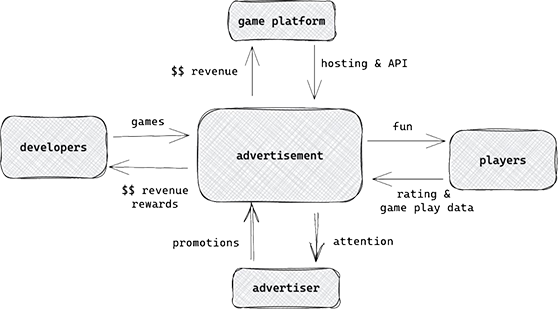 game platform
$$ revenue
hosting & API
games
fun
developers
advertisement
players
$$ revenue
rewards
rating &
game play data
promotions
attention
advertiser